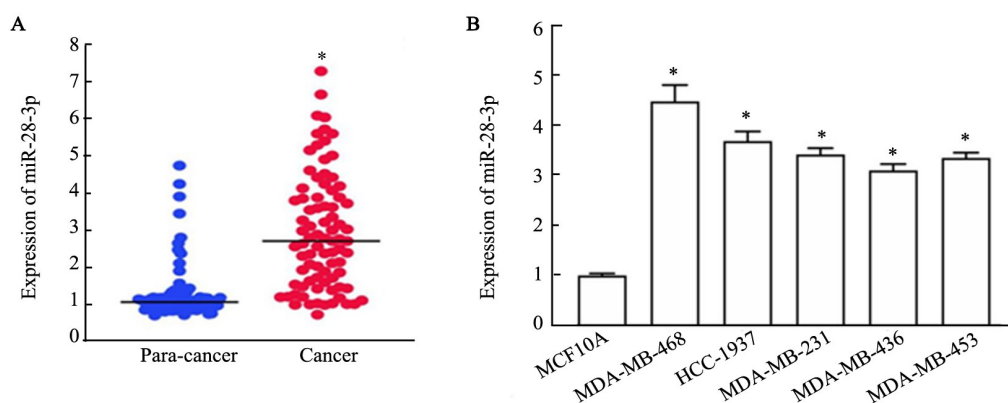 A
Expression of miR-28-3p
8
7
6
5
4
3
2
1
0
*
Para-cancer
Cancer
B
Expression of miR-28-3p
6
5
4
3
2
1
0
*
*
*
*
*
MCF10A
MDA-MB-468
HCC-1937
MDA-MB-231
MDA-MB-436
MDA-MB-453